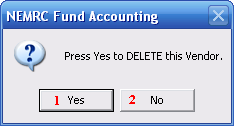 NEMRC Fund Accounting
Press Yes to DELETE this Vendor.
1 Yes 2 No